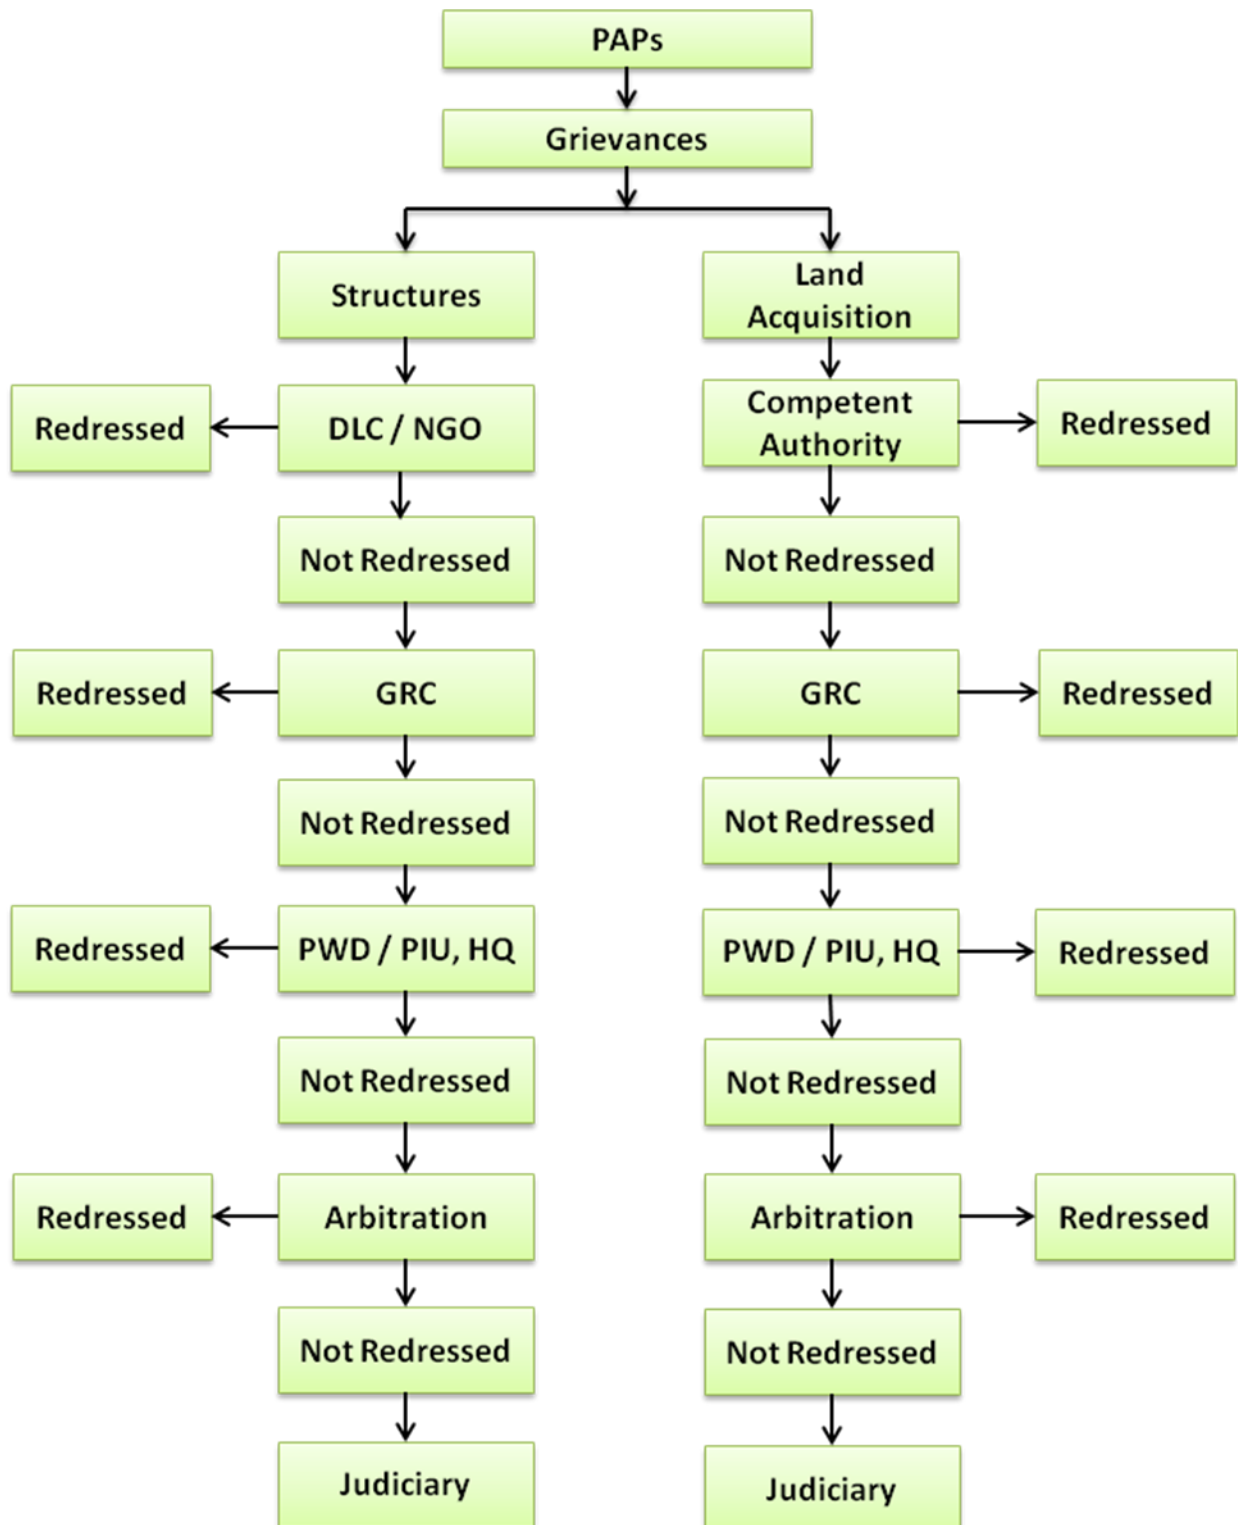 PAPs
Grievances
Structures
Land
Acquisition
Redressed
DLC / NGO
Competent
Authority
Redressed
Not Redressed
Not Redressed
Redressed
GRC
GRC
Redressed
Not Redressed
Not Redressed
Redressed
PWD / PIU, HQ
PWD / PIU, HQ
Redressed
Not Redressed
Not Redressed
Redressed
Arbitration
Arbitration
Redressed
Not Redressed
Not Redressed
Judiciary
Judiciary